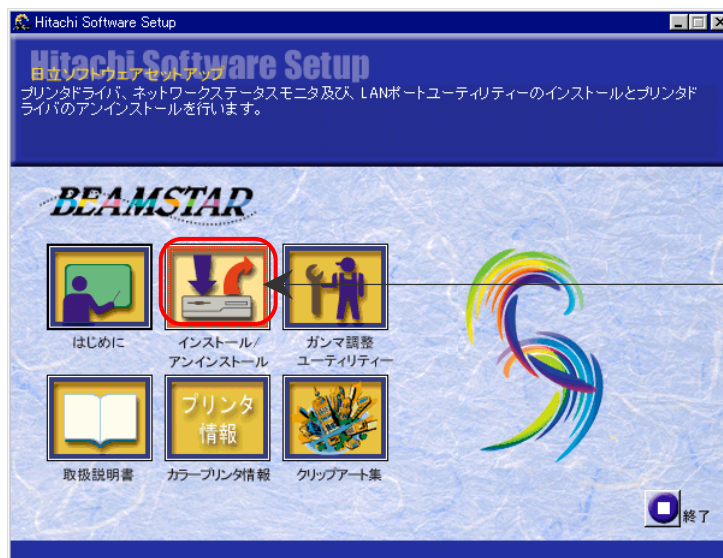 Hitachi Software Setup
Hitachi Software Setup
日立ソフトウェアセットアップ
プリンタドライバ、ネットワークステータスモニタ及び、LANポートユーティリティーのインストールとプリンタド
ライバのアンインストールを行います。
BEAMSTAR
はじめに
インストール/
アンインストール
ガンマ調整
ユーティリティー
プリンタ
情報
取扱説明書
カラープリンタ情報
クリップアート集
終了